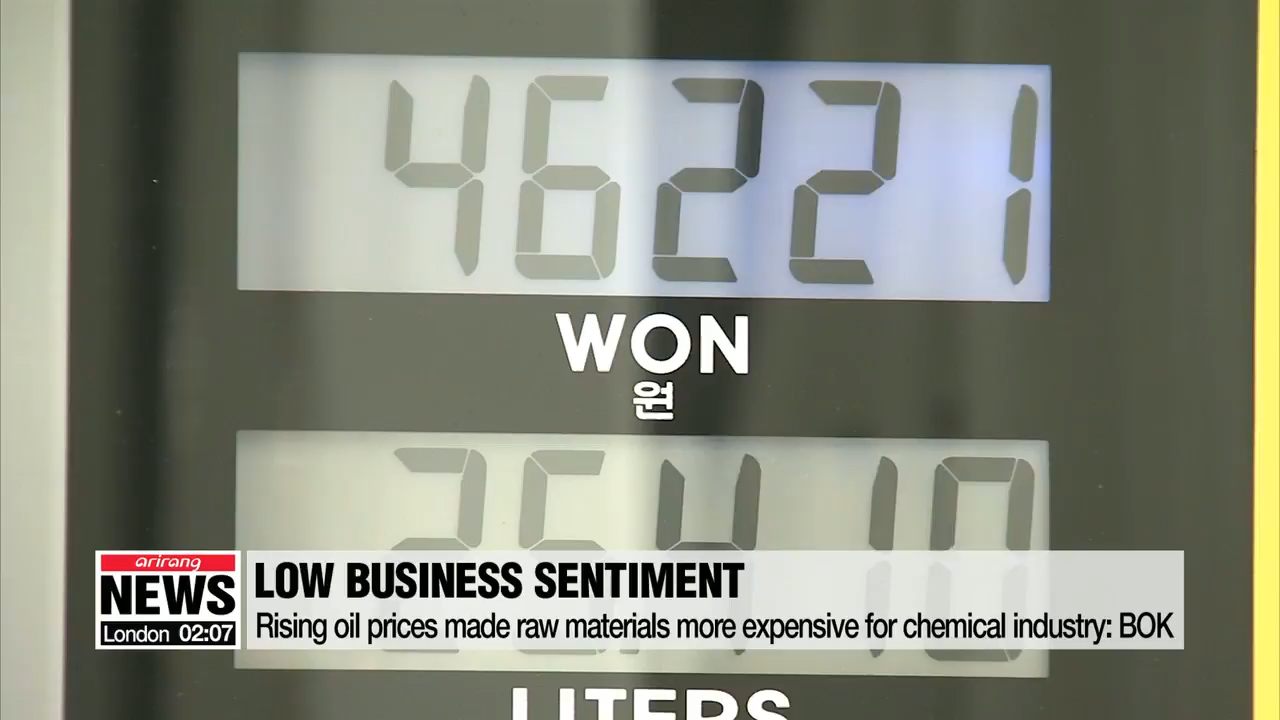 46221
WON
원
arirang
NEWS
London 02:07
LOW BUSINESS SENTIMENT
Rising oil prices made raw materials more expensive for chemical industry: BOK
LITERS